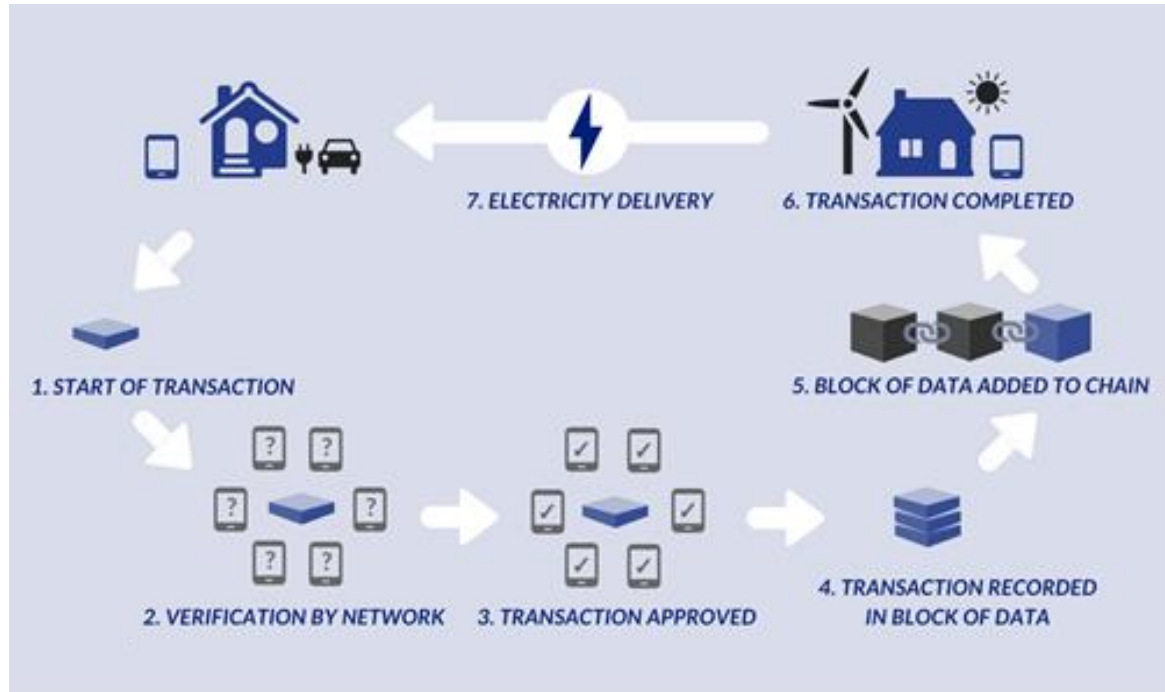 7. ELECTRICITY DELIVERY
6. TRANSACTION COMPLETED
1. START OF TRANSACTION
5. BLOCK OF DATA ADDED TO CHAIN
? ?
? ?
? ?
2. VERIFICATION BY NETWORK
✓ ✓
✓ ✓
✓ ✓
3. TRANSACTION APPROVED
4. TRANSACTION RECORDED
IN BLOCK OF DATA